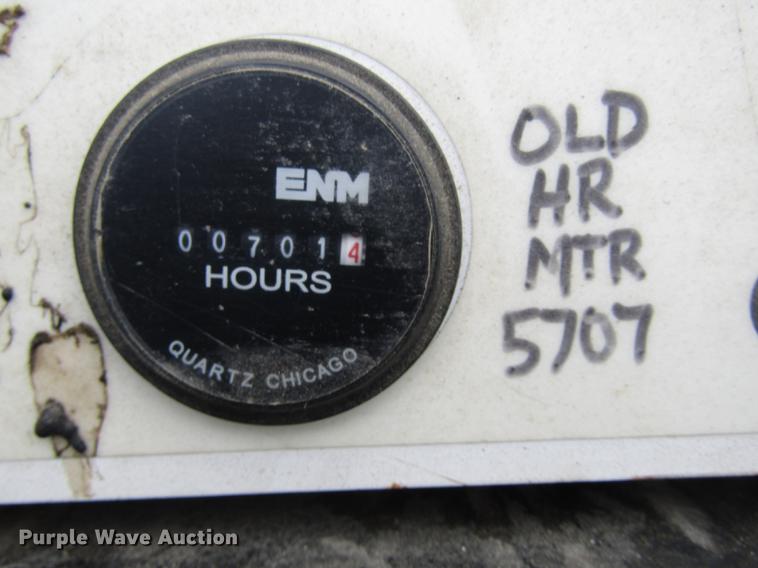 ENM
007014
HOURS
QUARTZ CHICAGO
OLD
HR
MTR
5707
Purple Wave Auction